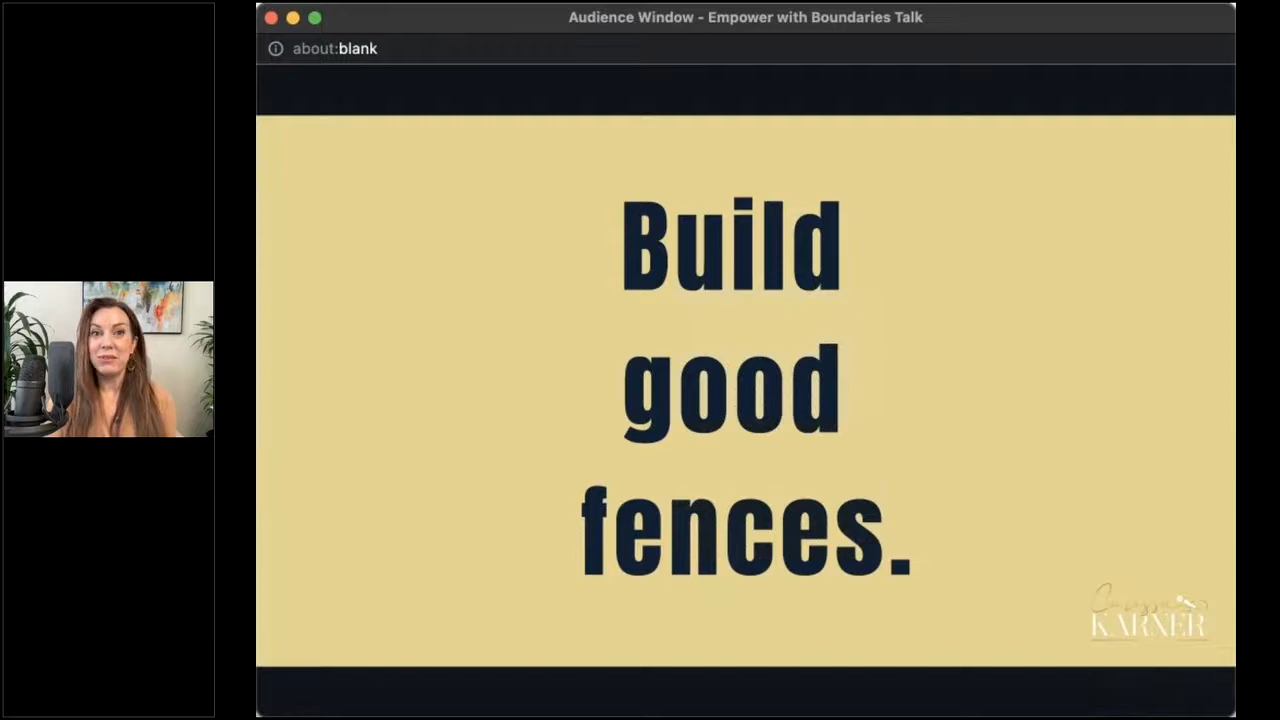 Audience Window - Empower with Boundaries Talk
about:blank
Build
good
fences.
KARNER